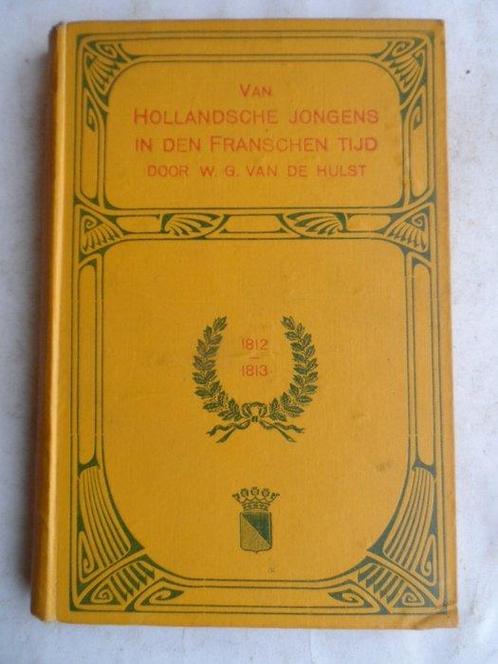 VAN
HOLLANDSCHE JONGENS
IN DEN FRANSCHEN TIJD
DOOR W. G. VAN DE HULST
1812
–
1813